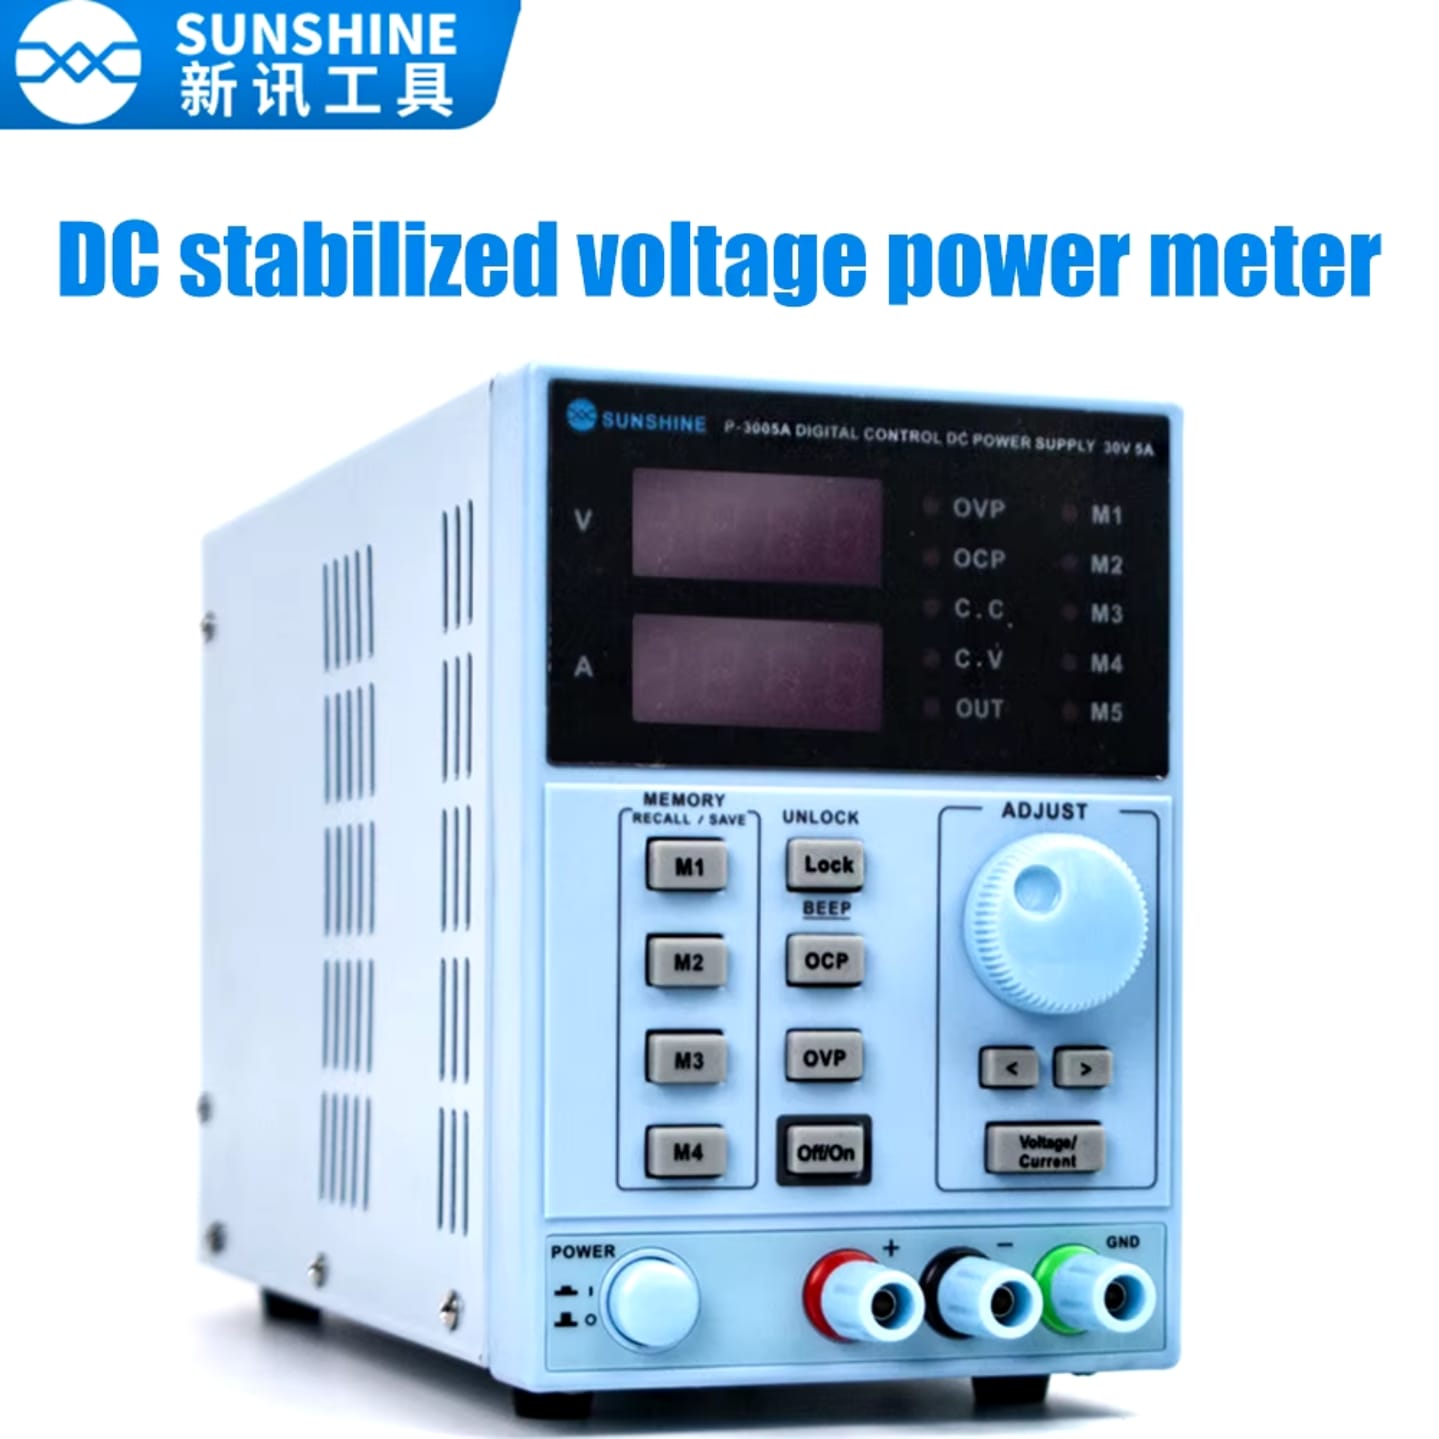 SUNSHINE
新讯工具
DC stabilized voltage power meter
SUNSHINE P-3005A DIGITAL CONTROL DC POWER SUPPLY 30V 5A
V
OVP M1
OCP M2
C.C. M3
A
C.V M4
OUT M5
MEMORY
RECALL / SAVE
UNLOCK
ADJUST
M1
Lock
BEEP
M2
OCP
M3
OVP
< >
M4
Off/On
Voltage/
Current
POWER
+ − GND
I
O